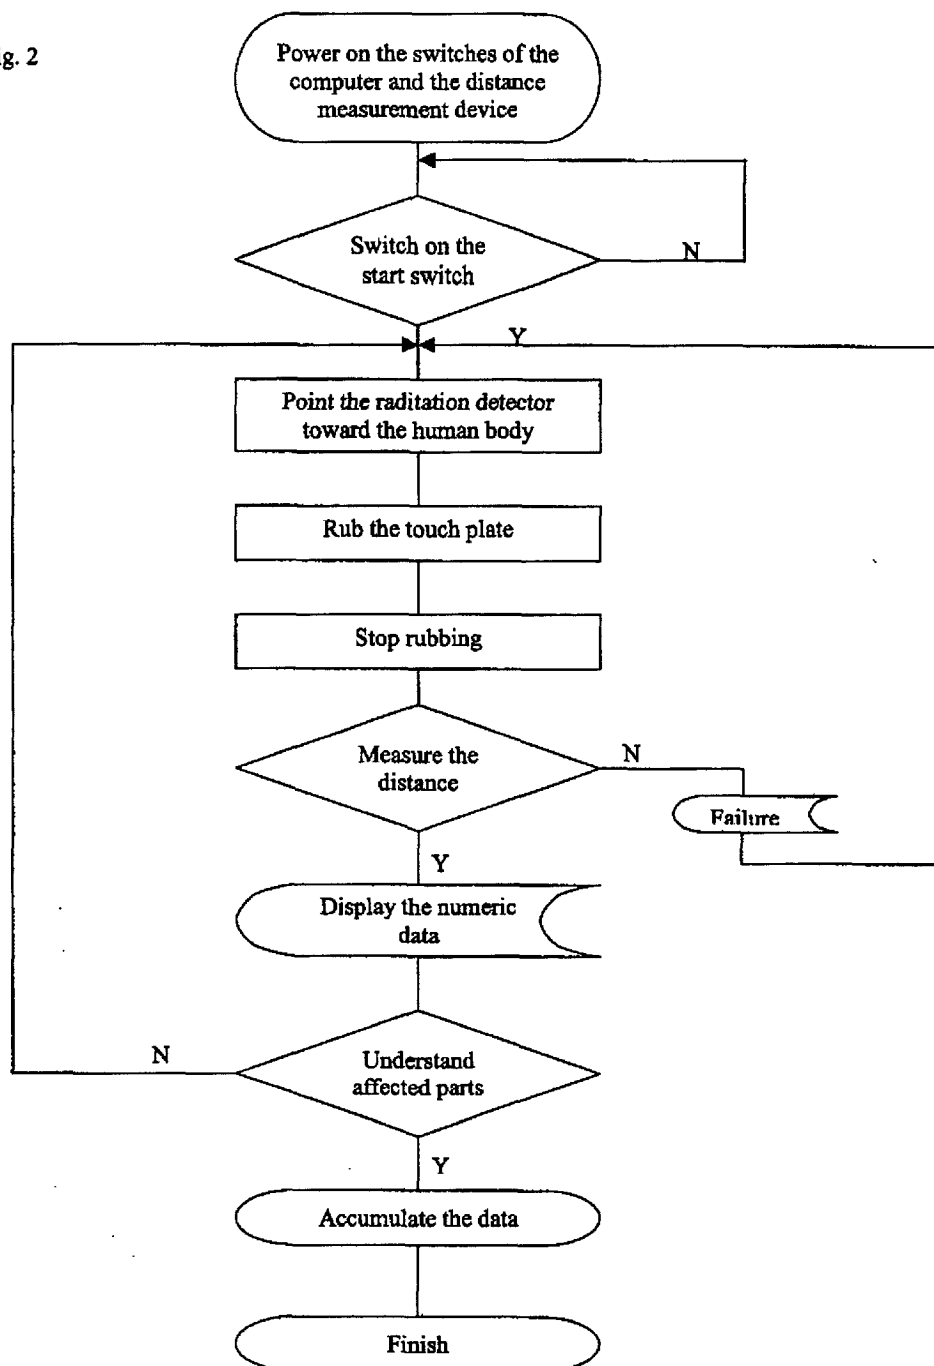 ig. 2
Power on the switches of the
computer and the distance
measurement device
Switch on the
start switch
N
Y
Point the raditation detector
toward the human body
Rub the touch plate
Stop rubbing
Measure the
distance
N
Failure
Y
Display the numeric
data
N
Understand
affected parts
Y
Accumulate the data
Finish